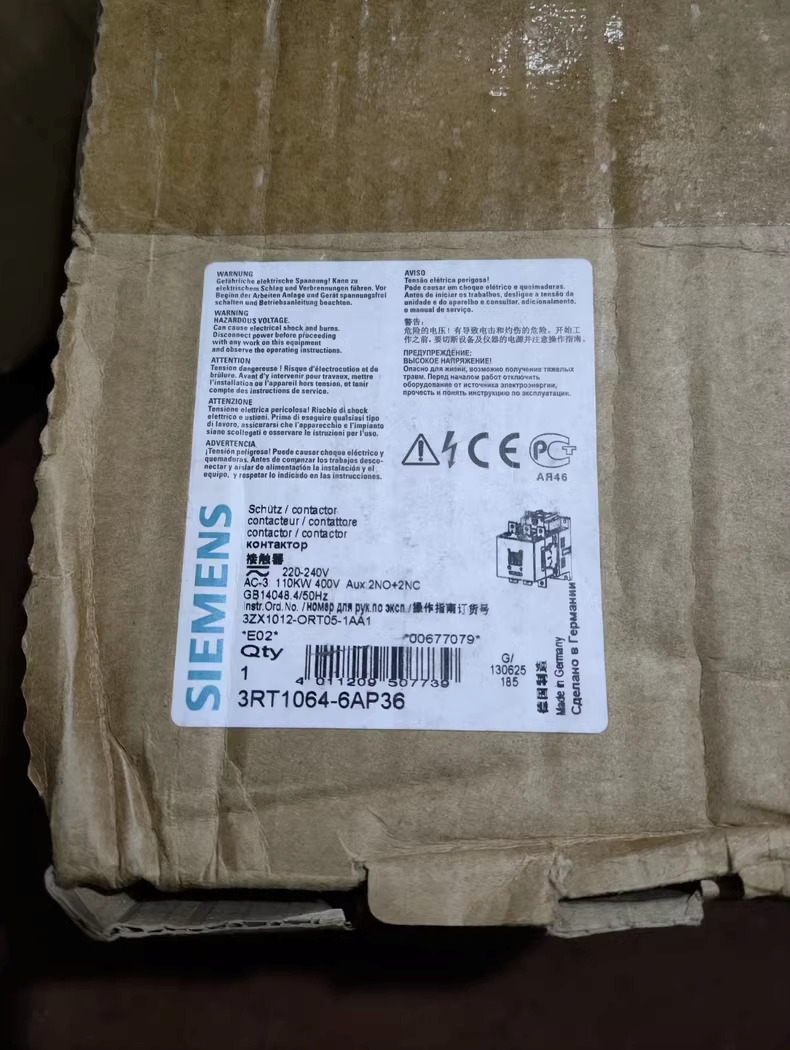 WARNUNG
Gefährliche elektrische Spannung! Kann zu
elektrischem Schlag und Verbrennungen führen. Vor
Beginn der Arbeiten Anlage und Gerät spannungsfrei
schalten und Betriebsanleitung beachten.
WARNING
HAZARDOUS VOLTAGE.
Can cause electrical shock and burns.
Disconnect power before proceeding
with any work on this equipment
and observe the operating instructions.
ATTENTION
Tension dangereuse ! Risque d'électrocution et de
brûlure. Avant d'y intervenir pour travaux, mettre
l'installation ou l'appareil hors tension, et tenir
compte des instructions de service.
ATTENZIONE
Tensione elettrica pericolosa! Rischio di shock
elettrico e ustioni. Prima di eseguire qualsiasi tipo
di lavoro, assicurarsi che l'apparecchio e l'impianto
siano scollegati e osservare le istruzioni per l'uso.
ADVERTENCIA
¡Tensión peligrosa! Puede causar choque eléctrico y
quemaduras. Antes de comenzar los trabajos desco-
nectar y aislar de alimentación la instalación y el
equipo, y respetar lo indicado en las instrucciones.
AVISO
Tensão elétrica perigosa!
Pode causar um choque elétrico e queimaduras.
Antes de iniciar os trabalhos, desligue a tensão da
unidade e do aparelho e consultar, adicionalmente,
o manual de serviço.
警告:
危险的电压! 有导致电击和灼伤的危险。开始工
作之前,要切断设备及仪器的电源并注意操作指南。
ПРЕДУПРЕЖДЕНИЕ:
ВЫСОКОЕ НАПРЯЖЕНИЕ!
Опасно для жизни, возможно получение тяжелых
травм. Перед началом работ отключить
оборудование от источника электроэнергии,
прочесть и понять инструкцию по эксплуатации.
CE
РСТ
АЯ46
SIEMENS
Schütz / contactor
contacteur / contattore
contactor / contactor
контактор
接触器
220-240V
AC-3 110KW 400V Aux.2NO+2NC
GB14048.4/50Hz
Instr.Ord.No. / номер для рук.по эксп./操作指南订货号
3ZX1012-ORT05-1AA1
*E02* *00677079*
Qty
1
4 011209 507739
3RT1064-6AP36
G/
130625
185
德国制造
Made in Germany
Сделано в Германии